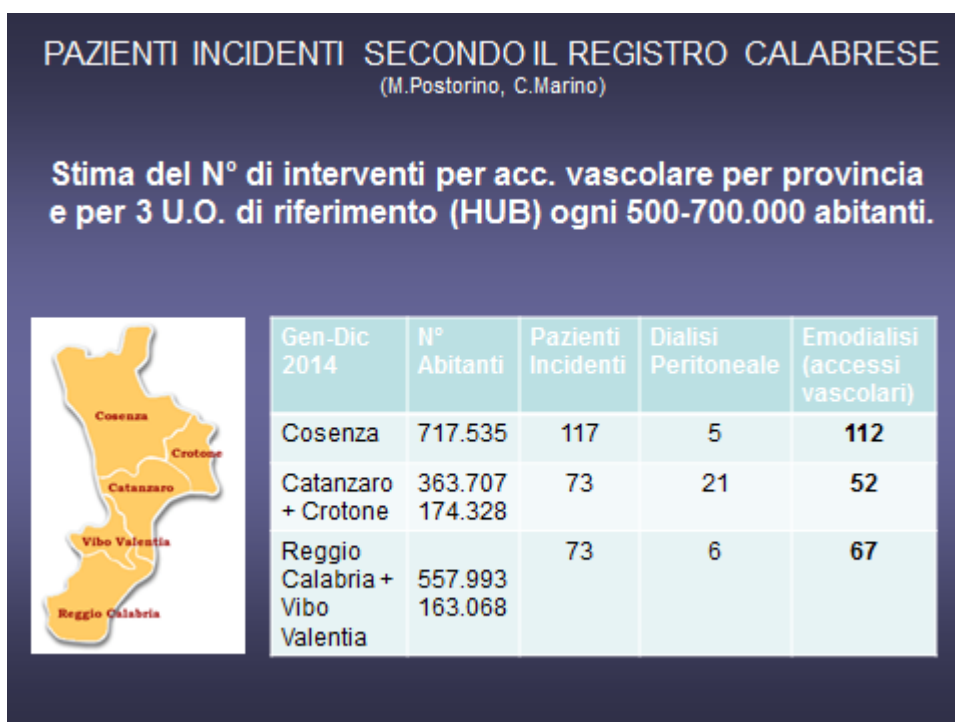 PAZIENTI INCIDENTI SECONDO IL REGISTRO CALABRESE
(M.Postorino, C.Marino)
Stima del N° di interventi per acc. vascolare per provincia
e per 3 U.O. di riferimento (HUB) ogni 500-700.000 abitanti.
Cosenza
Crotone
Catanzaro
Vibo Valentia
Reggio Calabria
Gen-Dic 2014 N° Abitanti Pazienti Incidenti Dialisi Peritoneale Emodialisi (accessi vascolari)
Cosenza 717.535 117 5 112
Catanzaro 363.707 73 21 52
+ Crotone 174.328
Reggio 73 6 67
Calabria + 557.993
Vibo 163.068
Valentia